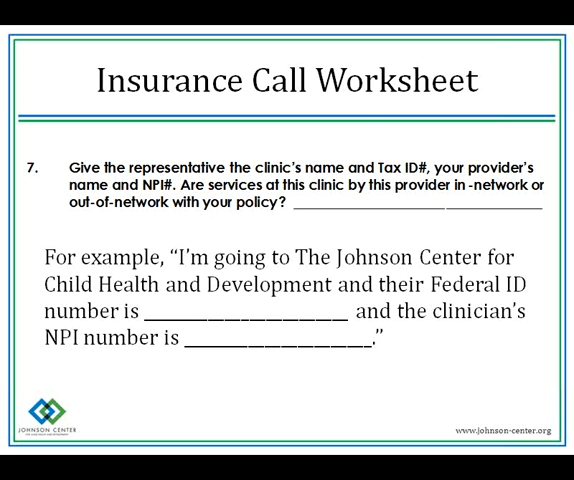 Insurance Call Worksheet
7. Give the representative the clinic's name and Tax ID#, your provider's
name and NPI#. Are services at this clinic by this provider in-network or
out-of-network with your policy? ______________________________
For example, “I’m going to The Johnson Center for
Child Health and Development and their Federal ID
number is ____________________ and the clinician’s
NPI number is __________________.”
JOHNSON CENTER
www.johnson-center.org